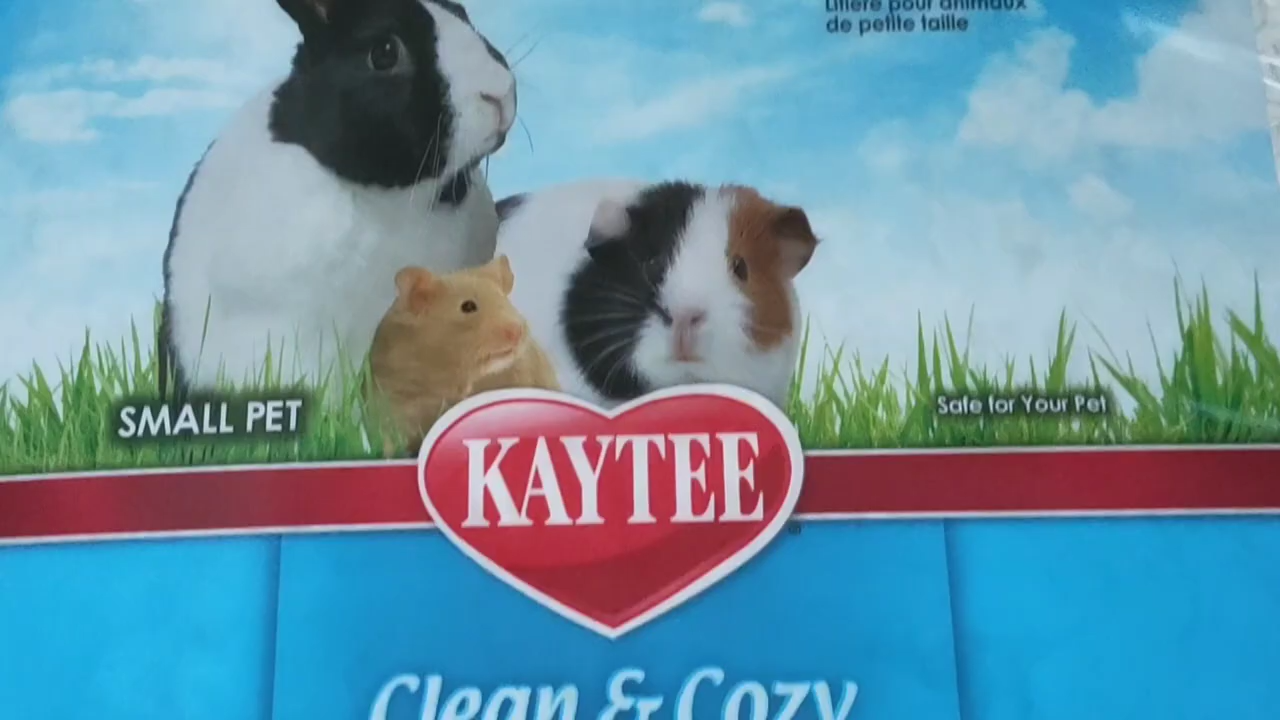 Litière pour animaux
de petite taille
SMALL PET
Safe for Your Pet
KAYTEE
Clean & Cozy